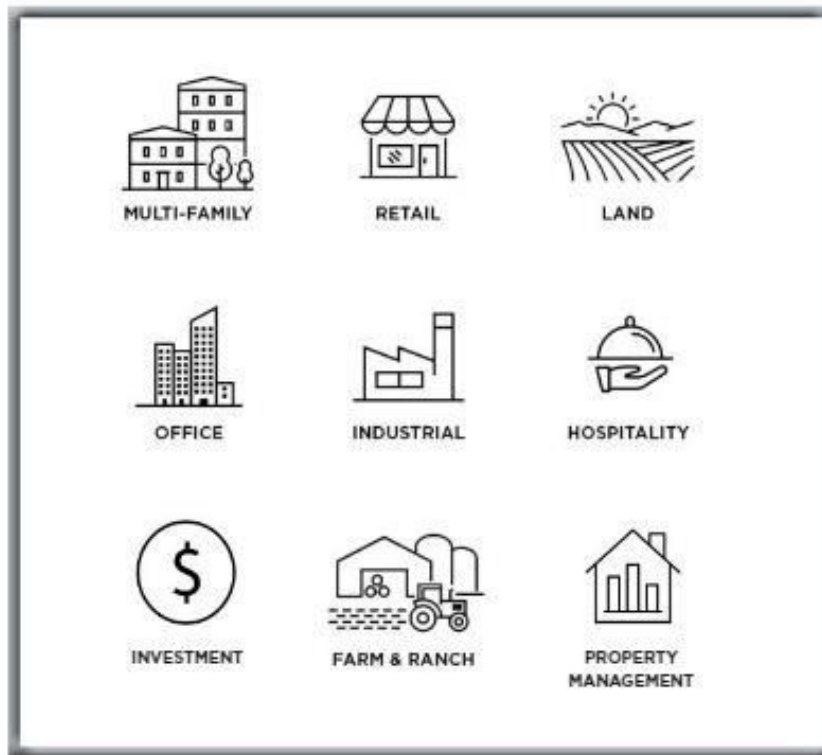 MULTI-FAMILY
RETAIL
LAND
OFFICE
INDUSTRIAL
HOSPITALITY
$
INVESTMENT
FARM & RANCH
PROPERTY
MANAGEMENT